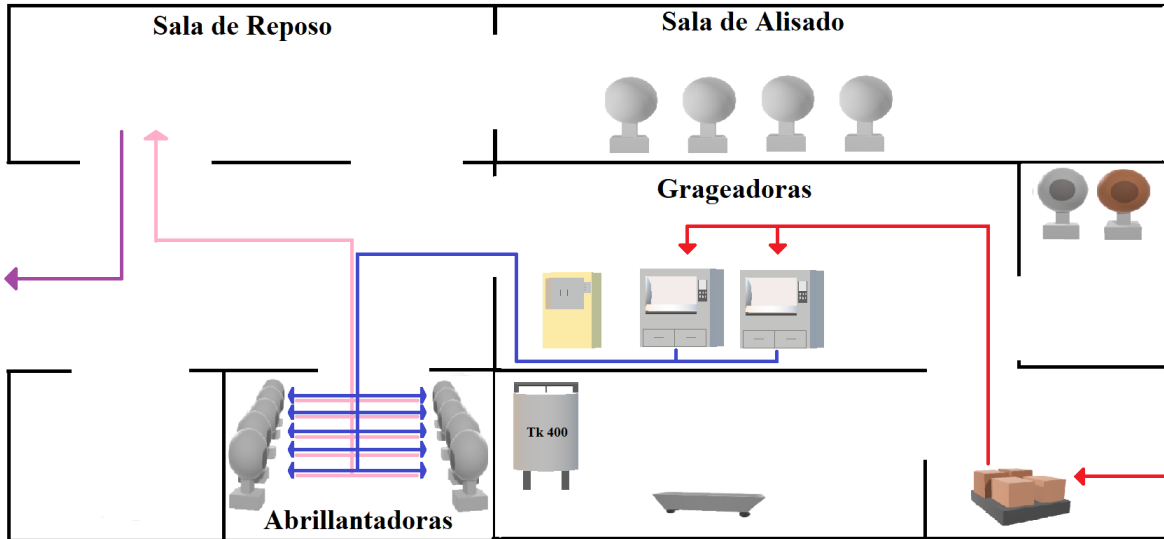 Sala de Reposo
Sala de Alisado
Grageadoras
Tk 400
Abrillantadoras